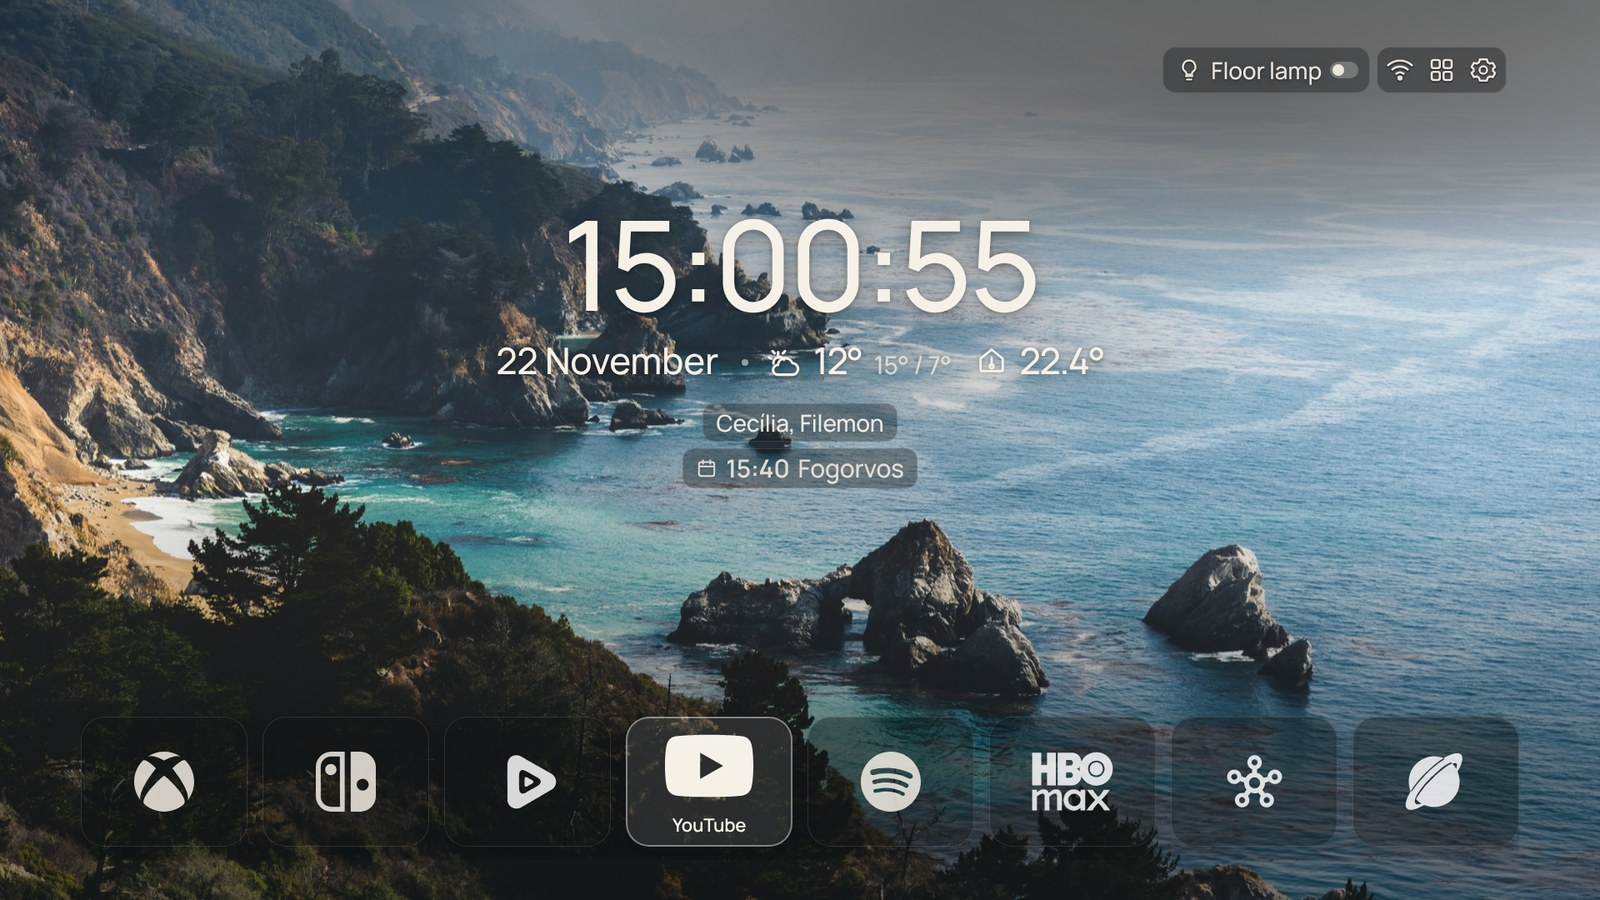 Floor lamp
15:00:55
22 November • 12° 15° / 7° 22.4°
Cecília, Filemon
15:40 Fogorvos
HBO
max
YouTube